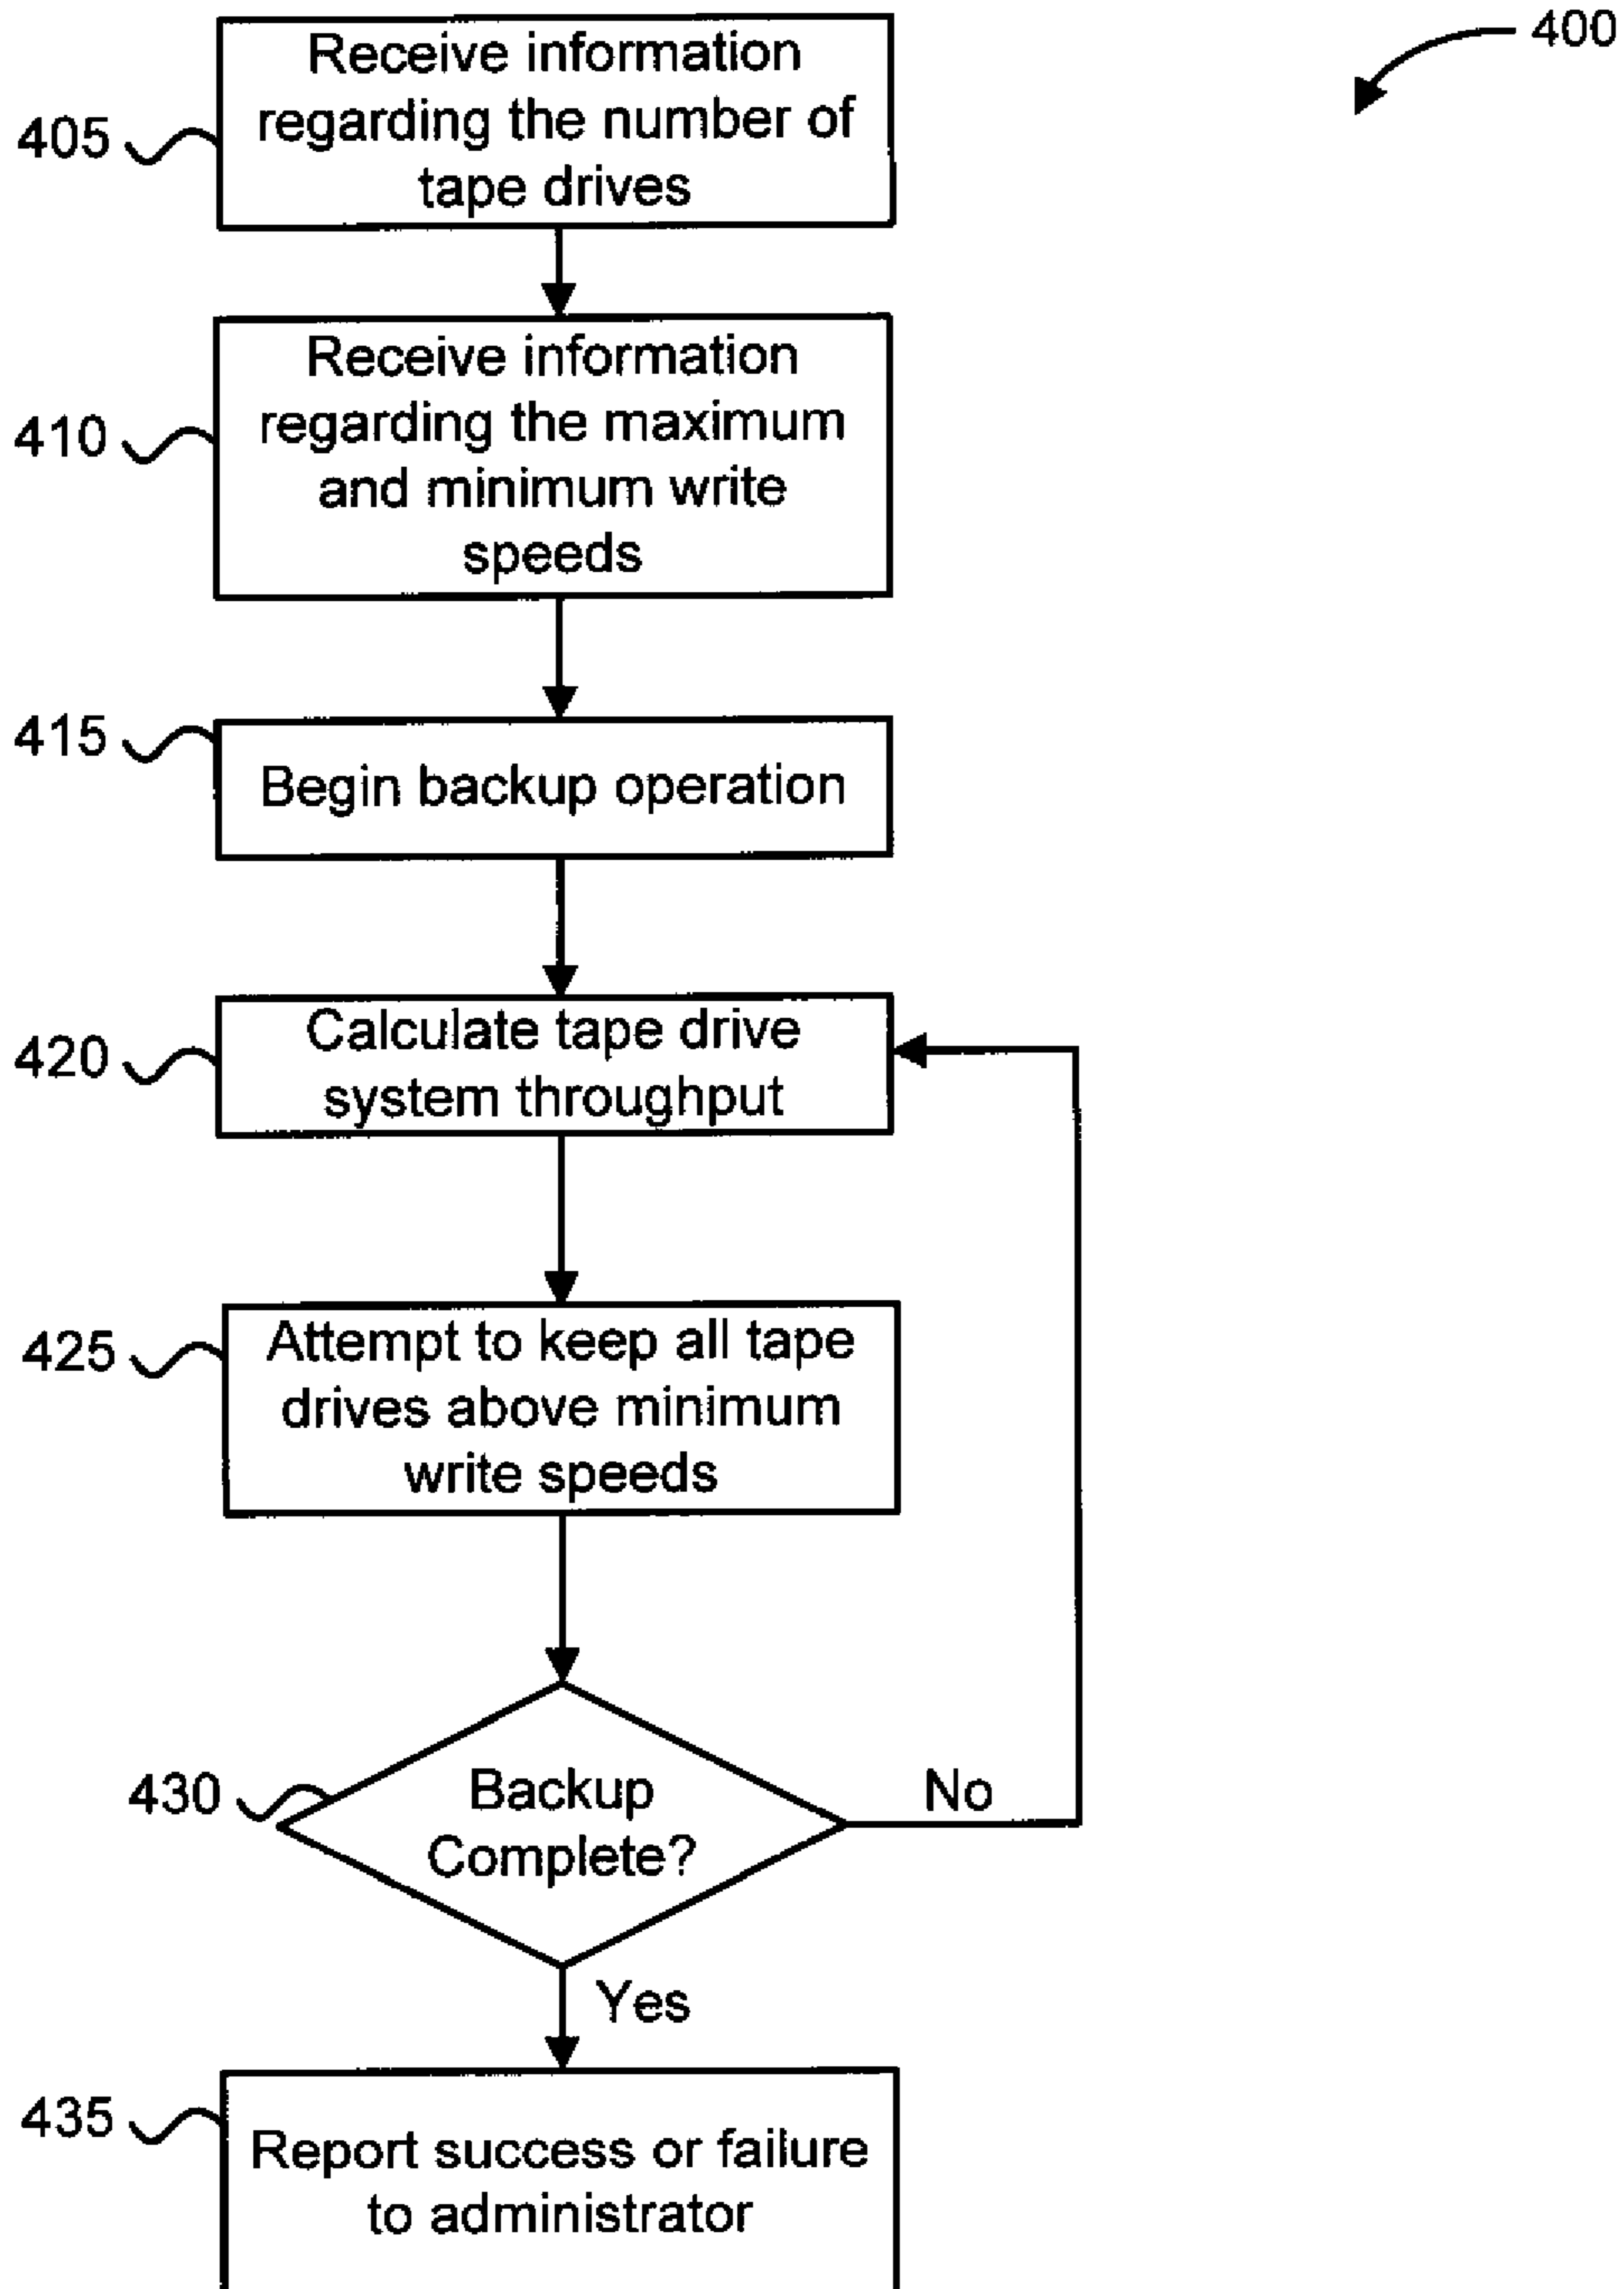 400
Receive information
regarding the number of
tape drives
405
Receive information
regarding the maximum
and minimum write
speeds
410
415
Begin backup operation
Calculate tape drive
system throughput
420
Attempt to keep all tape
drives above minimum
write speeds
425
430
Backup
Complete?
No
Yes
435
Report success or failure
to administrator